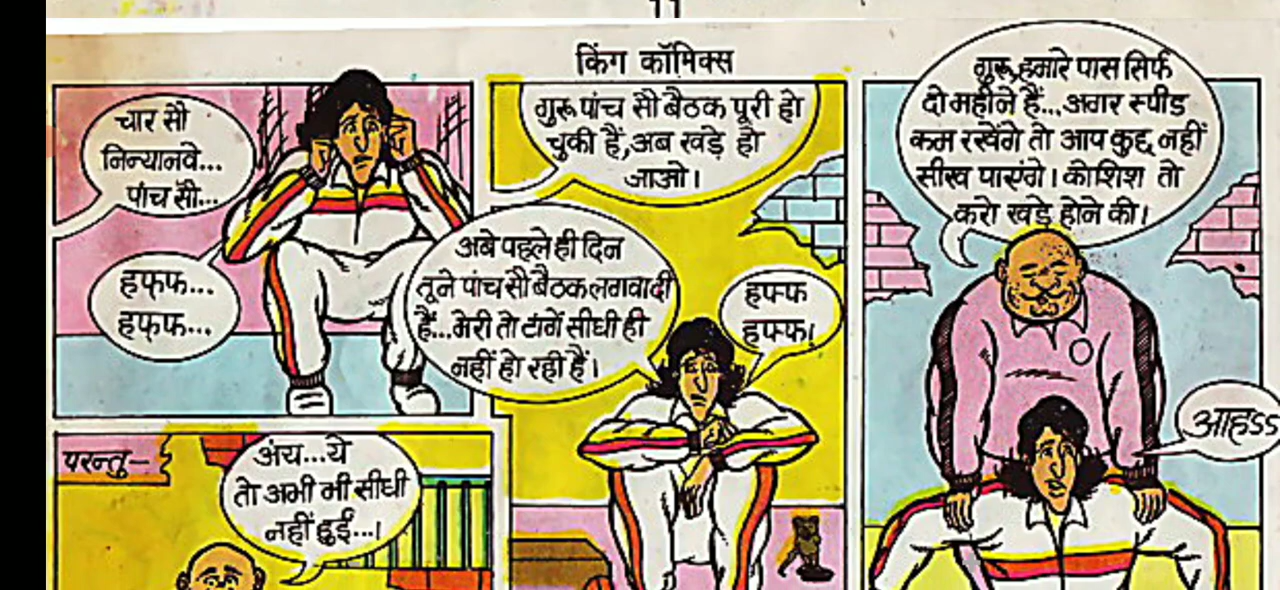 11
किंग कॉमिक्स
चार सौ
निन्यानवे...
पांच सौ...
हफ्फ...
हफ्फ...
गुरू पांच सौ बैठक पूरी हो
चुकी हैं, अब खड़े हो
जाओ।
अबे पहले ही दिन
तूने पांच सौ बैठक लगवा दी
हैं...मेरी तो टांगें सीधी ही
नहीं हो रही हैं।
हफ्फ
हफ्फ!
गुरू, हमारे पास सिर्फ
दो महीने हैं...अगर स्पीड
कम रखेंगे तो आप कुछ नहीं
सीख पाएंगे। कोशिश तो
करो खड़े होने की।
आहऽऽ
परन्तु—
अंय...ये
तो अभी भी सीधी
नहीं हुईं...।